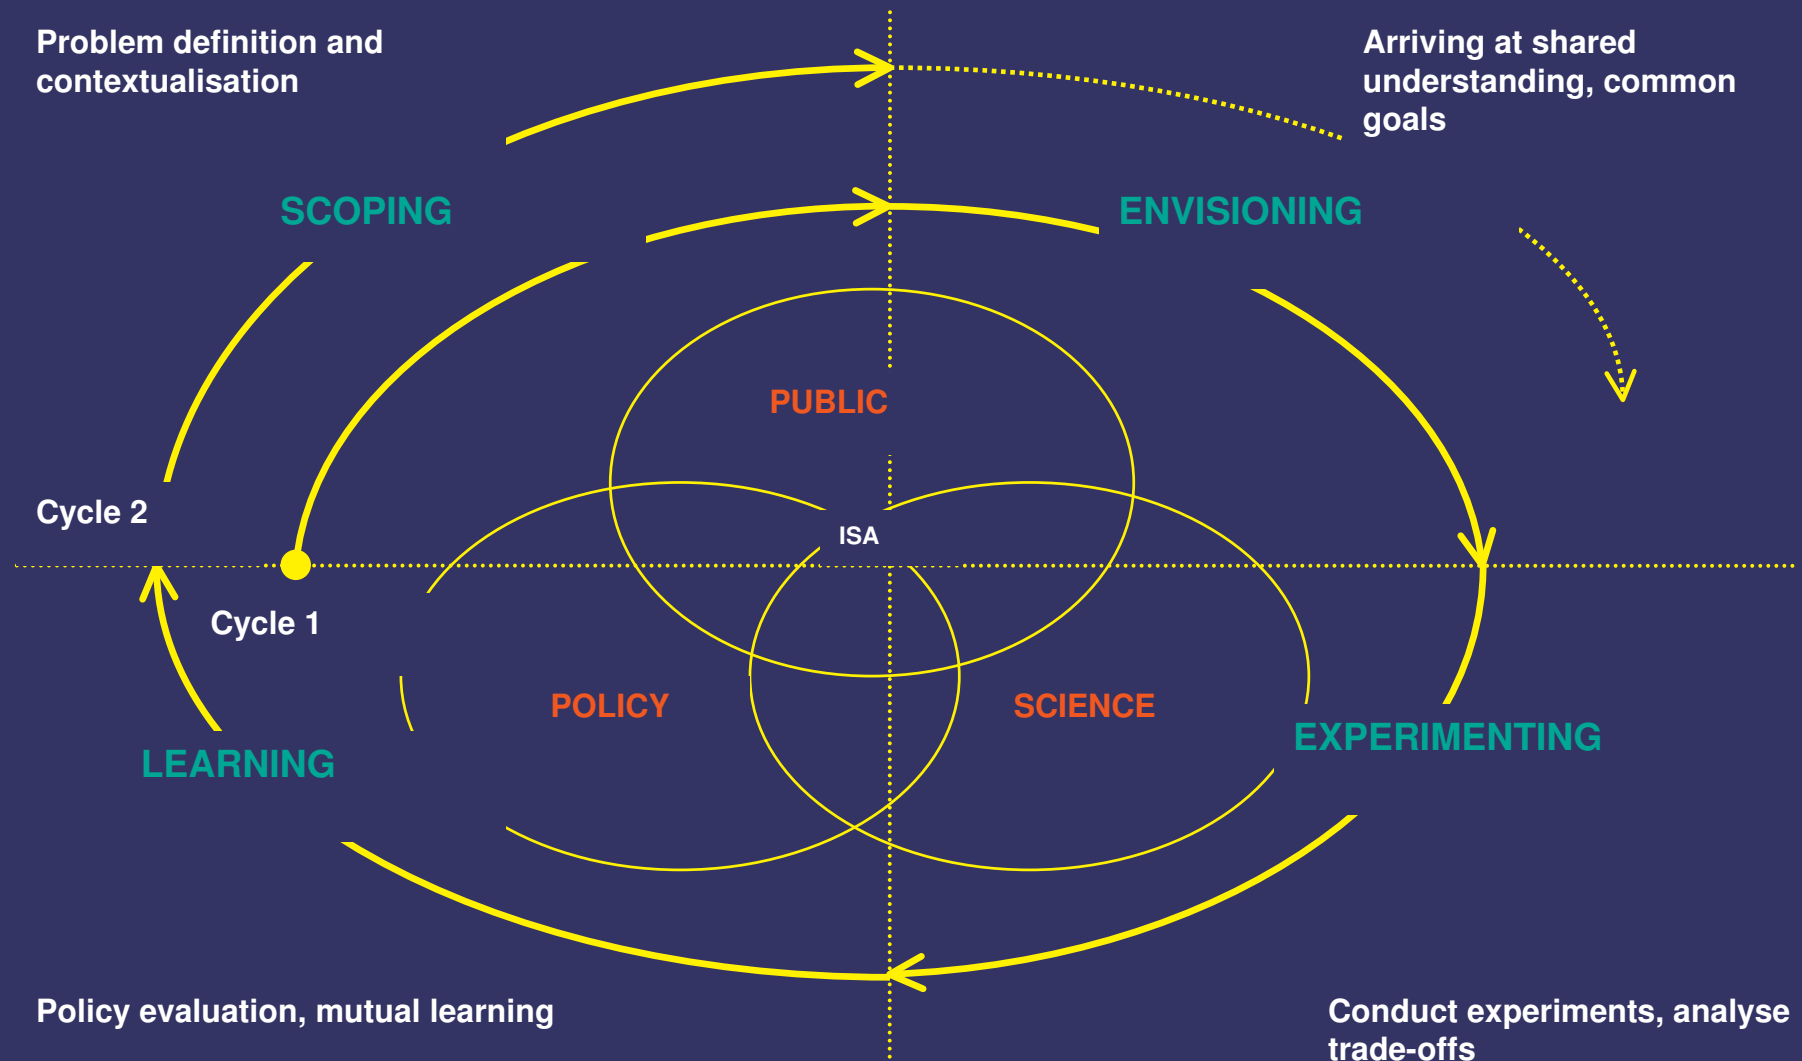 Problem definition and
contextualisation
Arriving at shared
understanding, common
goals
SCOPING
ENVISIONING
PUBLIC
Cycle 2
ISA
Cycle 1
POLICY
SCIENCE
EXPERIMENTING
LEARNING
Policy evaluation, mutual learning
Conduct experiments, analyse
trade-offs